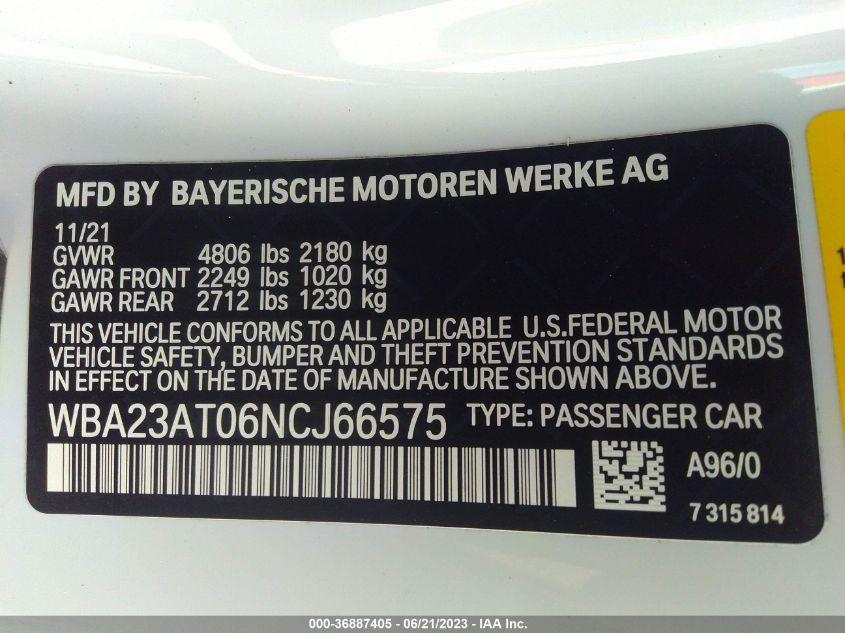 MFD BY BAYERISCHE MOTOREN WERKE AG
11/21
GVWR 4806 lbs 2180 kg
GAWR FRONT 2249 lbs 1020 kg
GAWR REAR 2712 lbs 1230 kg
THIS VEHICLE CONFORMS TO ALL APPLICABLE U.S.FEDERAL MOTOR
VEHICLE SAFETY, BUMPER AND THEFT PREVENTION STANDARDS
IN EFFECT ON THE DATE OF MANUFACTURE SHOWN ABOVE.
WBA23AT06NCJ66575 TYPE: PASSENGER CAR
A96/0
7 315 814
000-36887405 - 06/21/2023 - IAA Inc.